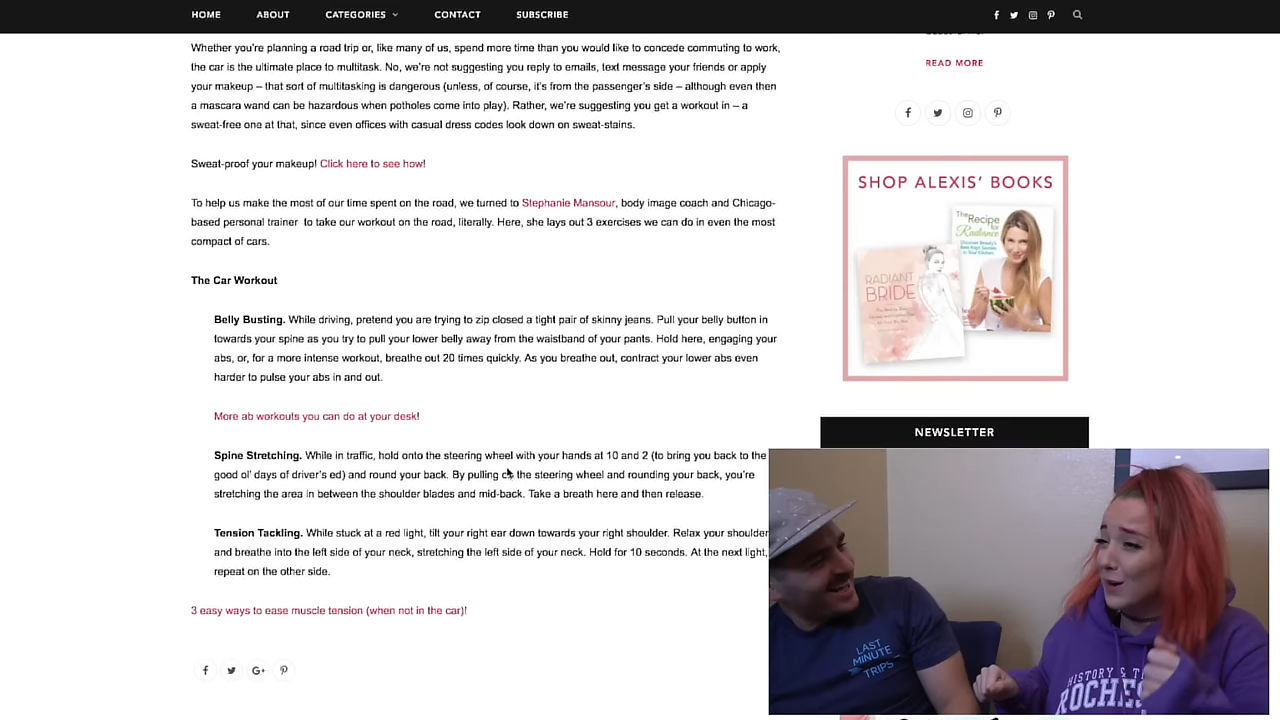 HOME ABOUT CATEGORIES CONTACT SUBSCRIBE
Whether you're planning a road trip or, like many of us, spend more time than you would like to concede commuting to work,
the car is the ultimate place to multitask. No, we're not suggesting you reply to emails, text message your friends or apply
your makeup – that sort of multitasking is dangerous (unless, of course, it's from the passenger's side – although even then
a mascara wand can be hazardous when potholes come into play). Rather, we're suggesting you get a workout in – a
sweat-free one at that, since even offices with casual dress codes look down on sweat-stains.
Sweat-proof your makeup! Click here to see how!
To help us make the most of our time spent on the road, we turned to Stephanie Mansour, body image coach and Chicago-
based personal trainer to take our workout on the road, literally. Here, she lays out 3 exercises we can do in even the most
compact of cars.
The Car Workout
Belly Busting. While driving, pretend you are trying to zip closed a tight pair of skinny jeans. Pull your belly button in
towards your spine as you try to pull your lower belly away from the waistband of your pants. Hold here, engaging your
abs, or, for a more intense workout, breathe out 20 times quickly. As you breathe out, contract your lower abs even
harder to pulse your abs in and out.
More ab workouts you can do at your desk!
Spine Stretching. While in traffic, hold onto the steering wheel with your hands at 10 and 2 (to bring you back to the
good ol' days of driver's ed) and round your back. By pulling on the steering wheel and rounding your back, you're
stretching the area in between the shoulder blades and mid-back. Take a breath here and then release.
Tension Tackling. While stuck at a red light, tilt your right ear down towards your right shoulder. Relax your shoulder
and breathe into the left side of your neck, stretching the left side of your neck. Hold for 10 seconds. At the next light,
repeat on the other side.
3 easy ways to ease muscle tension (when not in the car)!
READ MORE
SHOP ALEXIS' BOOKS
The Recipe
for
Radiance
RADIANT
BRIDE
NEWSLETTER
LAST
MINUTE
TRIPS
HISTORY &